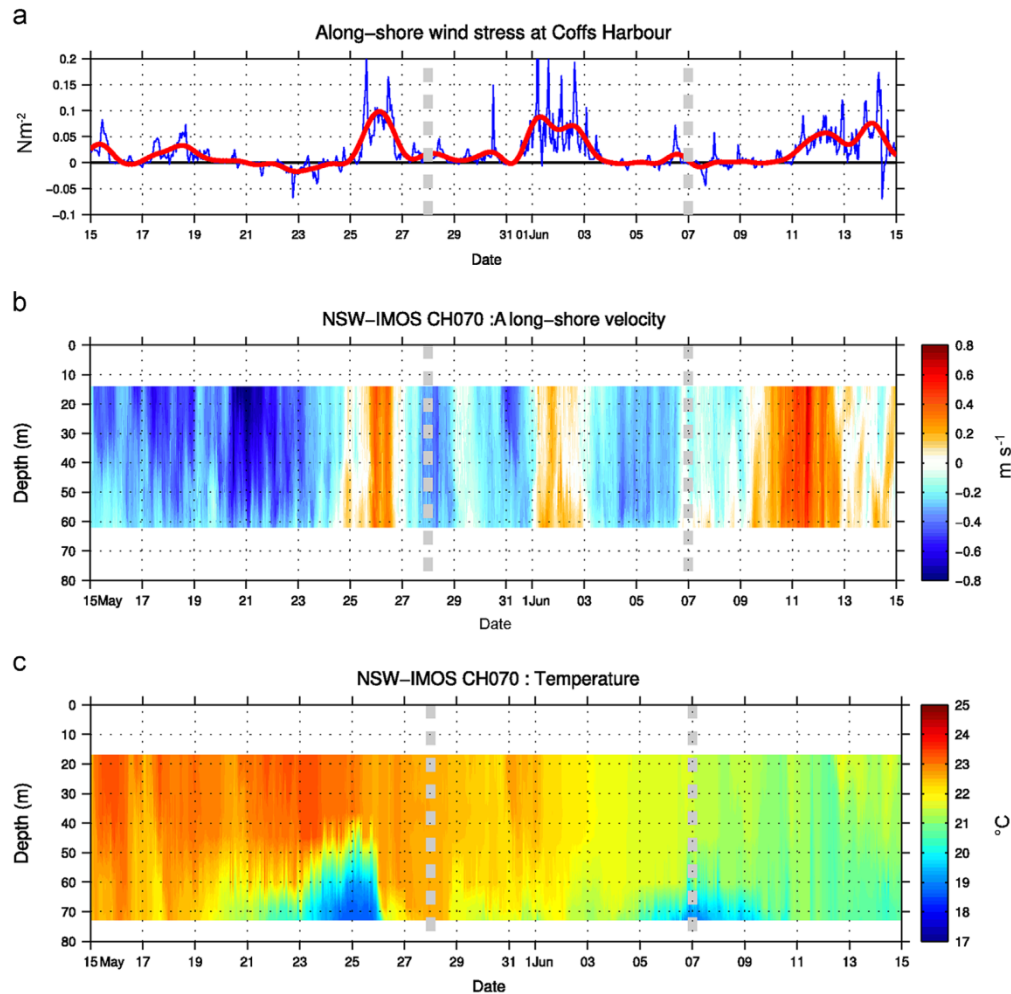 a
Along-shore wind stress at Coffs Harbour
Nm-2
0.2
0.15
0.1
0.05
0
-0.05
-0.1
15 17 19 21 23 25 27 29 31 01Jun 03 05 07 09 11 13 15
Date
b
NSW-IMOS CH070 :Along-shore velocity
Depth (m)
0
10
20
30
40
50
60
70
80
15May 17 19 21 23 25 27 29 31 1Jun 03 05 07 09 11 13 15
Date
0.8
0.6
0.4
0.2
0
-0.2
-0.4
-0.6
-0.8
m s-1
c
NSW-IMOS CH070 : Temperature
Depth (m)
0
10
20
30
40
50
60
70
80
15 May 17 19 21 23 25 27 29 31 1Jun 03 05 07 09 11 13 15
Date
25
24
23
22
21
20
19
18
17
°C